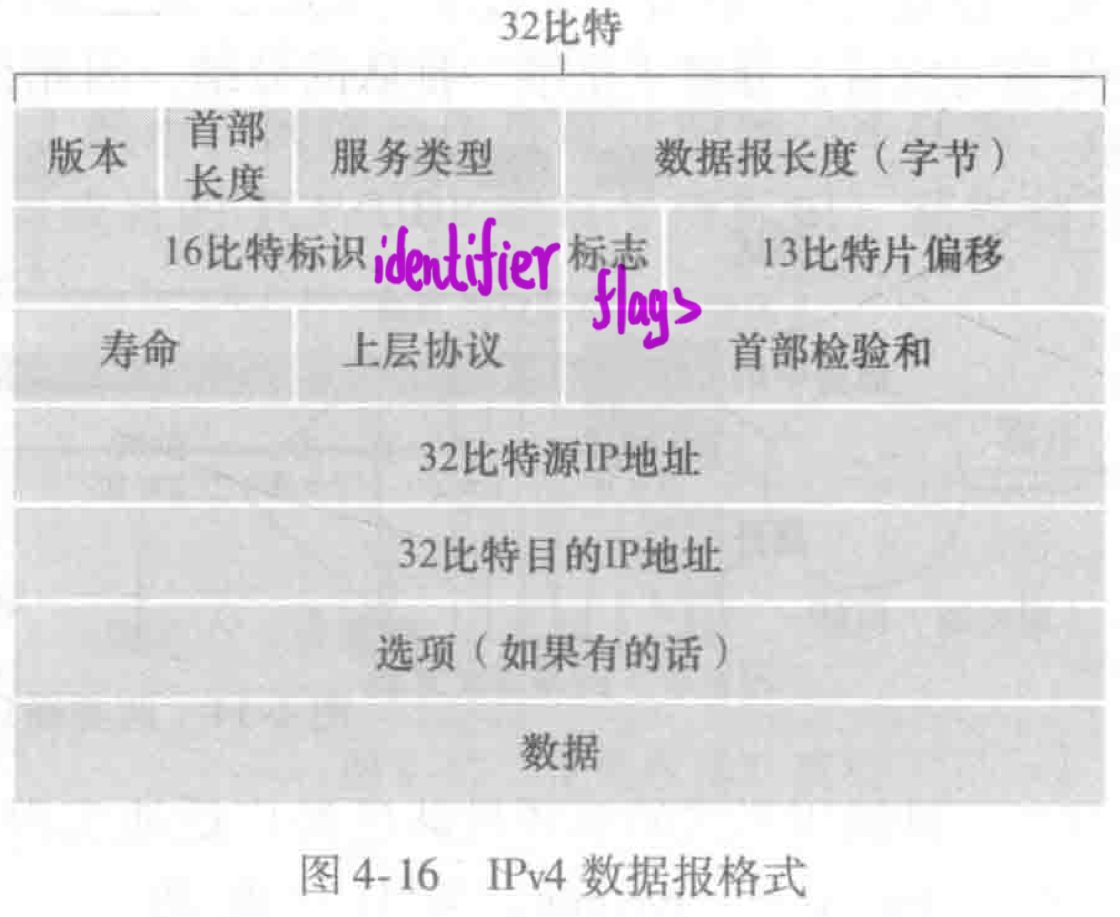 32比特
版本 首部长度 服务类型 数据报长度（字节）
16比特标识 identifier 标志 flags 13比特片偏移
寿命 上层协议 首部检验和
32比特源IP地址
32比特目的IP地址
选项（如果有的话）
数据
图 4-16 IPv4 数据报格式